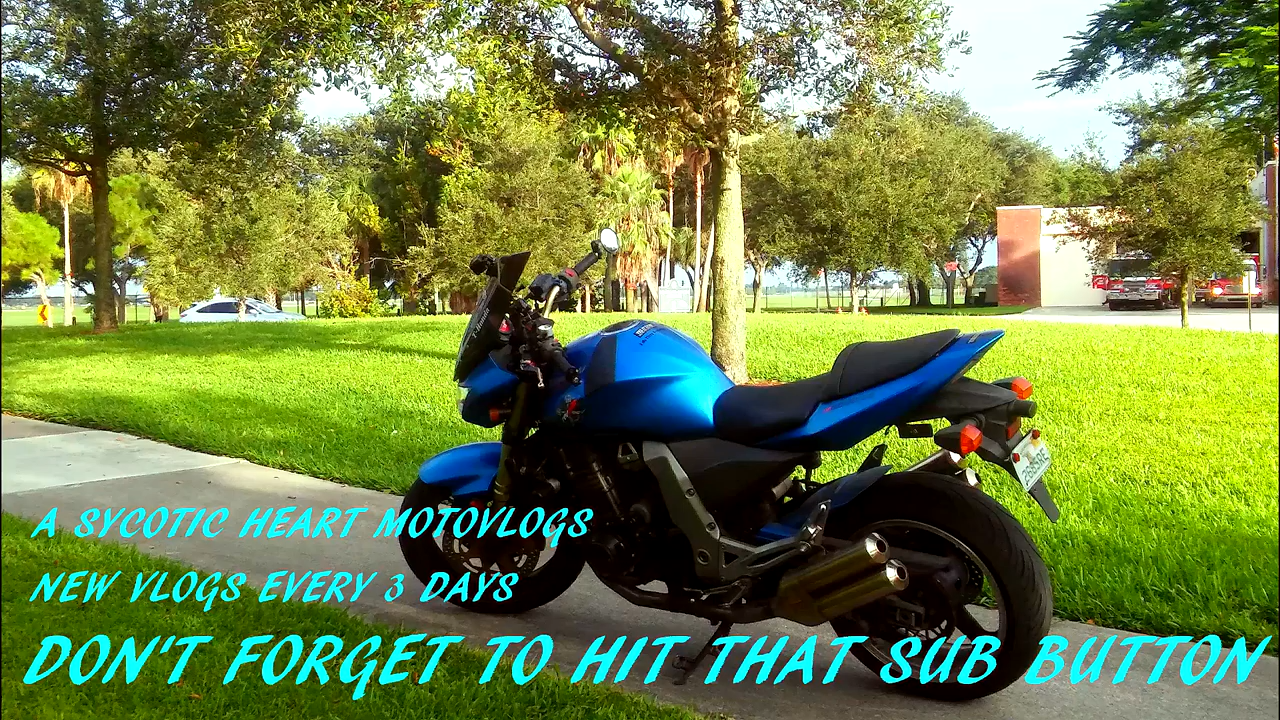 A SYCOTIC HEART MOTOVLOGS
NEW VLOGS EVERY 3 DAYS
DON'T FORGET TO HIT THAT SUB BUTTON